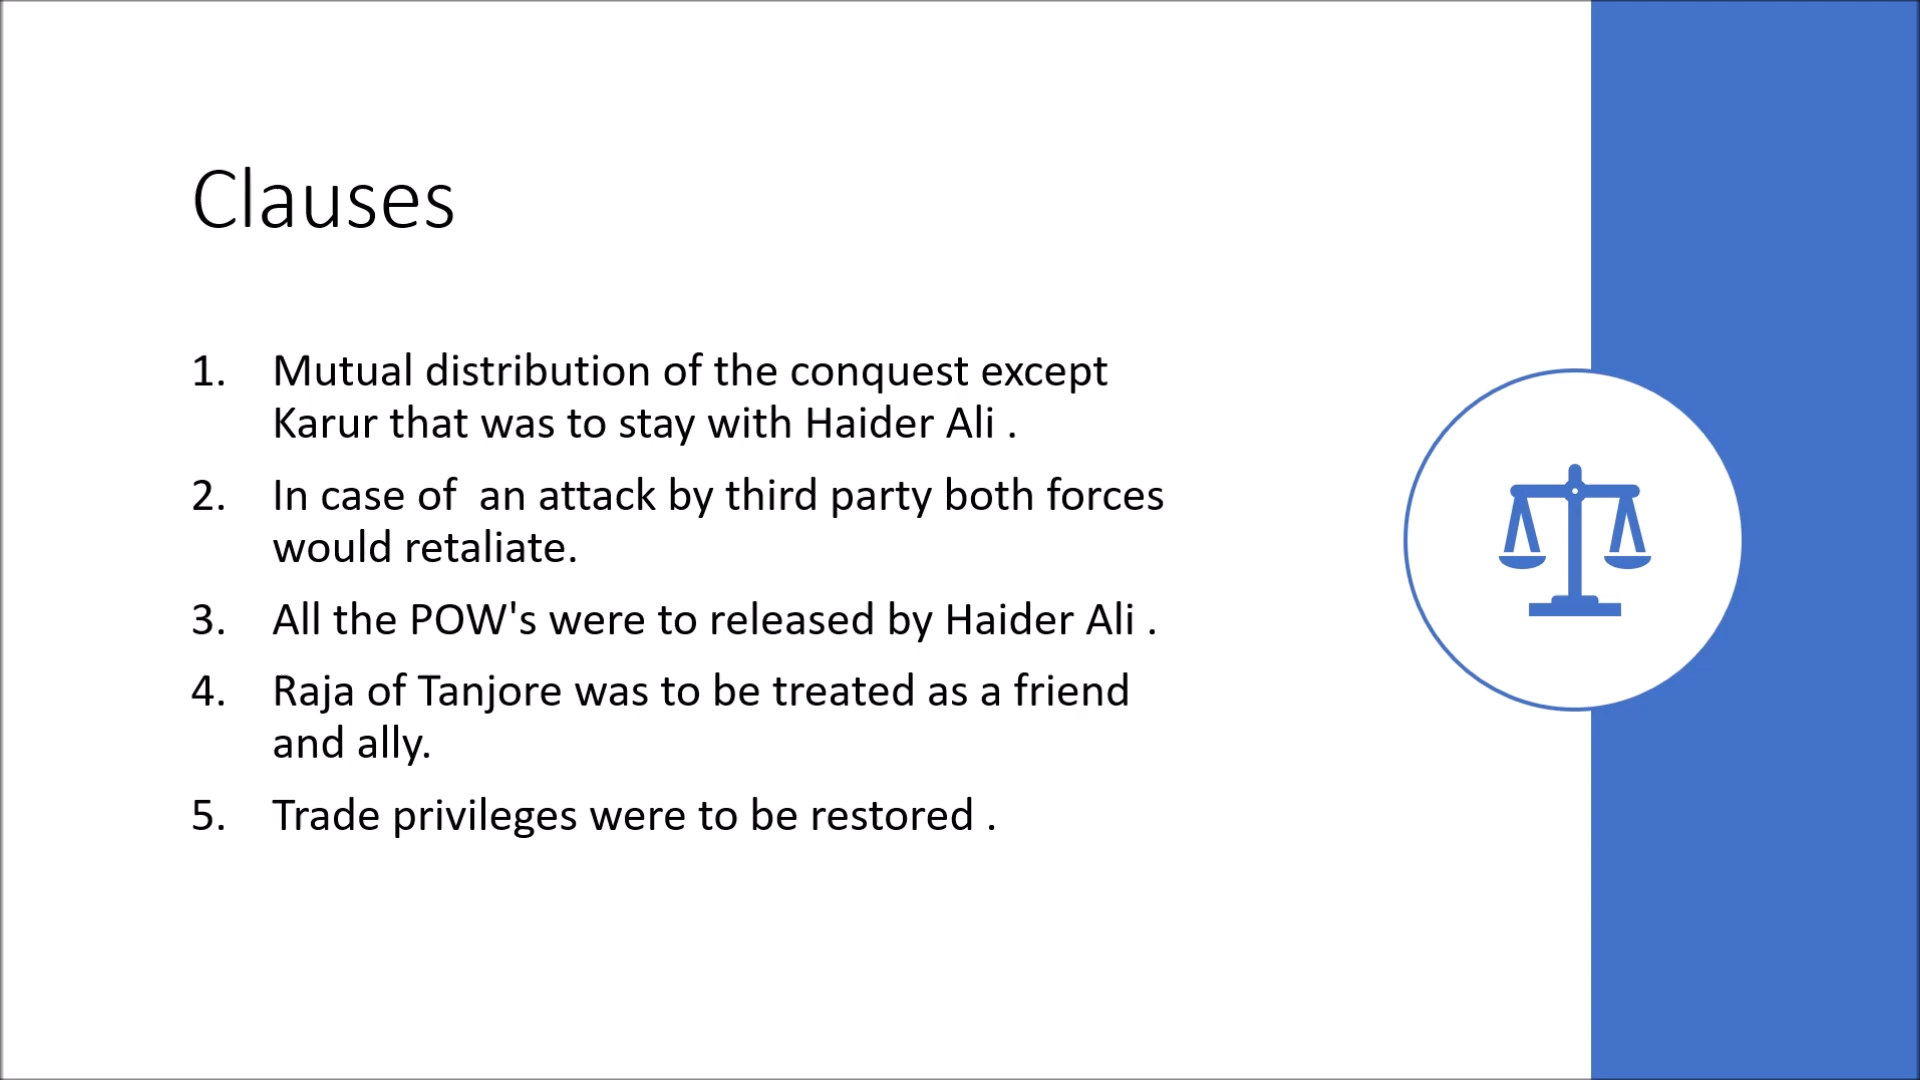 Clauses
1. Mutual distribution of the conquest except
Karur that was to stay with Haider Ali .
2. In case of  an attack by third party both forces
would retaliate.
3. All the POW's were to released by Haider Ali .
4. Raja of Tanjore was to be treated as a friend
and ally.
5. Trade privileges were to be restored .